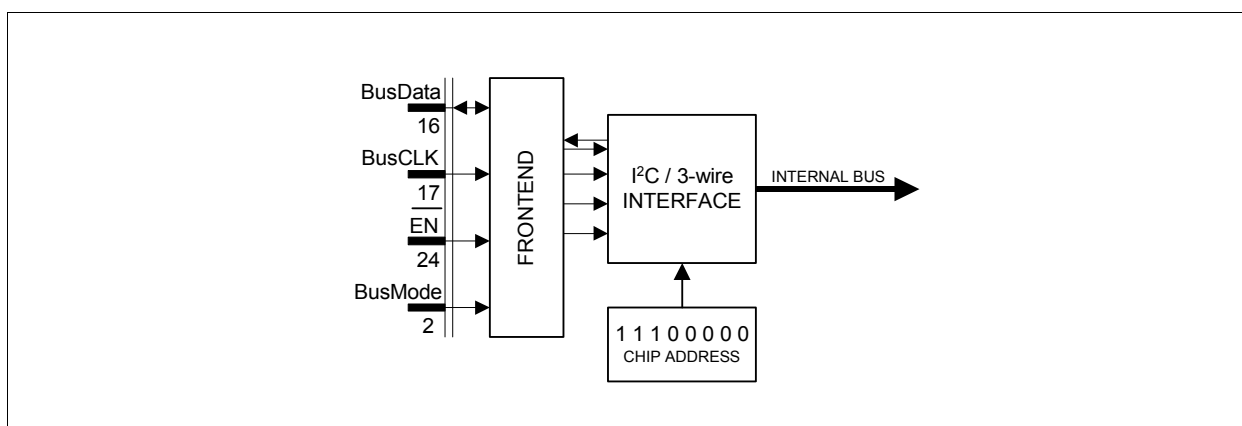 BusData
16
BusCLK
17
EN
24
BusMode
2
FRONTEND
I²C / 3-wire
INTERFACE
INTERNAL BUS
1 1 1 0 0 0 0 0
CHIP ADDRESS